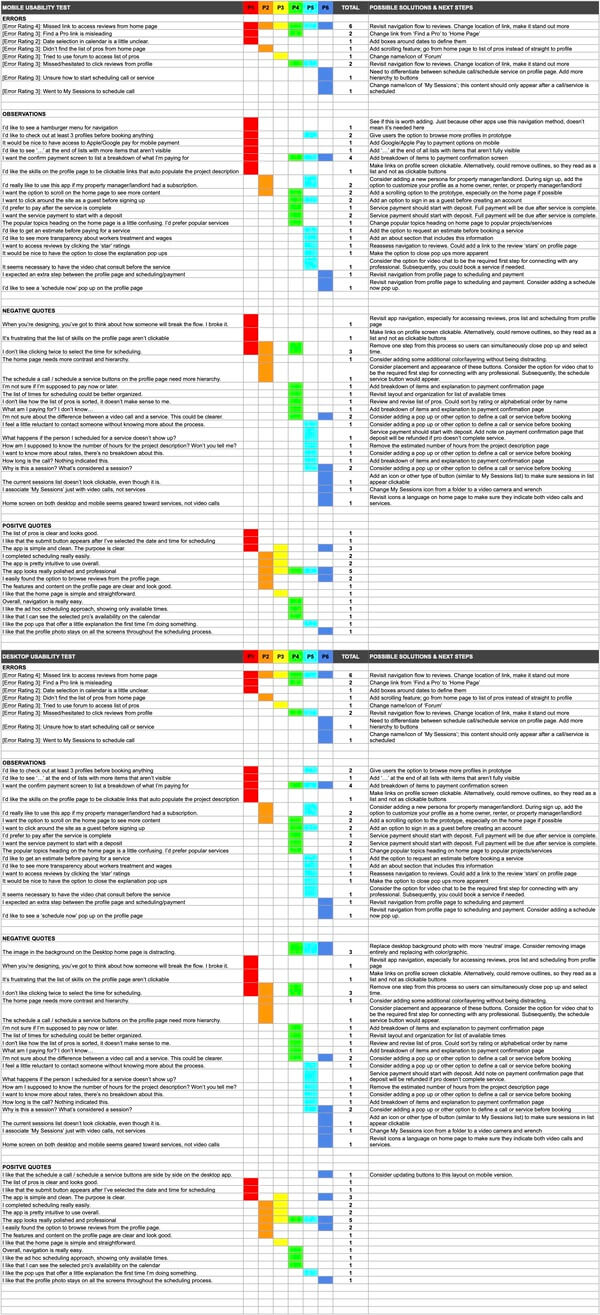 MOBILE USABILITY TEST P1 P2 P3 P4 P5 P6 TOTAL POSSIBLE SOLUTIONS & NEXT STEPS
ERRORS
[Error Rating 4]: Missed link to access reviews from home page 6 Revisit navigation flow to reviews. Change location of link, make it stand out more
[Error Rating 3]: Find a Pro link is misleading 2 Change link from 'Find a Pro' to 'Home Page'
[Error Rating 2]: Date selection in calendar is a little unclear. 1 Add boxes around dates to define them
[Error Rating 3]: Didn't find the list of pros from home page 1 Add scrolling feature; go from home page to list of pros instead of straight to profile
[Error Rating 3]: Tried to use forum to access list of pros 1 Change name/icon of 'Forum'
[Error Rating 4]: Missed/hesitated to click reviews from profile 2 Revisit navigation flow to reviews. Change location of link, make it stand out more
[Error Rating 3]: Unsure how to start scheduling call or service 1 Need to differentiate between schedule call/schedule service on profile page. Add more
hierarchy to buttons
[Error Rating 3]: Went to My Sessions to schedule call 1 Change name/icon of 'My Sessions'; this content should only appear after a call/service is
scheduled
OBSERVATIONS
I'd like to see a hamburger menu for navigation 1 See if this is worth adding. Just because other apps use this navigation method, doesn't
mean it's needed here
I'd like to check out at least 3 profiles before booking anything 2 Give users the option to browse more profiles in prototype
It would be nice to have access to Apple/Google pay for mobile payment 1 Add Google/Apple Pay to payment options on mobile
I'd like to see '…' at the end of lists with more items that aren't visible 1 Add '…' at the end of all lists with items that aren't fully visible
I want the confirm payment screen to list a breakdown of what I'm paying for 4 Add breakdown of items to payment confirmation screen
I'd like the skills on the profile page to be clickable links that auto populate the project description 1 Make links on profile screen clickable. Alternatively, could remove outlines, so they read as a
list and not as clickable buttons
I'd really like to use this app if my property manager/landlord had a subscription. 2 Consider adding a new persona for property manager/landlord. During sign up, add the
option to customize your profile as a home owner, renter, or property manager/landlord
I want the option to scroll on the home page to see more content 2 Add a scrolling option to the prototype, especially on the home page if possible
I want to click around the site as a guest before signing up 2 Add an option to sign in as a guest before creating an account
I'd prefer to pay after the service is complete. 1 Service payment should start with deposit. Full payment will be due after service is complete.
I want the service payment to start with a deposit 2 Service payment should start with deposit. Full payment will be due after service is complete.
The popular topics heading on the home page is a little confusing. I'd prefer popular services 1 Change popular topics heading on home page to popular projects/services
I'd like to get an estimate before paying for a service 1 Add the option to request an estimate before booking a service
I'd like to see more transparency about workers treatment and wages 1 Add an about section that includes this information
I want to access reviews by clicking the 'star' ratings 1 Reassess navigation to reviews. Could add a link to the review 'stars' on profile page
It would be nice to have the option to close the explanation pop ups 1 Make the option to close pop ups more apparent
It seems necessary to have the video chat consult before the service 1 Consider the option for video chat to be the required first step for connecting with any
professional. Subsequently, you could book a service if needed.
I expected an extra step between the profile page and scheduling/payment 1 Revisit navigation from profile page to scheduling and payment
I'd like to see a 'schedule now' pop up on the profile page 1 Revisit navigation from profile page to scheduling and payment. Consider adding a schedule
now pop up.
NEGATIVE QUOTES
When you're designing, you've got to think about how someone will break the flow. I broke it. 1 Revisit app navigation, especially for accessing reviews, pros list and scheduling from profile
page
It's frustrating that the list of skills on the profile page aren't clickable 1 Make links on profile screen clickable. Alternatively, could remove outlines, so they read as a
list and not as clickable buttons
I don't like clicking twice to select the time for scheduling. 3 Remove one step from this process so users can simultaneously close pop up and select
time.
The home page needs more contrast and hierarchy. 1 Consider adding some additional color/layering without being distracting.
The schedule a call / schedule a service buttons on the profile page need more hierarchy. 1 Consider placement and appearance of these buttons. Consider the option for video chat to
be the required first step for connecting with any professional. Subsequently, the schedule
service button would appear.
I'm not sure if I'm supposed to pay now or later. 1 Add breakdown of items and explanation to payment confirmation page
The list of times for scheduling could be better organized. 1 Revisit layout and organization for list of available times
I don't like how the list of pros is sorted, it doesn't make sense to me. 1 Review and revise list of pros. Could sort by rating or alphabetical order by name
What am I paying for? I don't know… 1 Add breakdown of items and explanation to payment confirmation page
I'm not sure about the difference between a video call and a service. This could be clearer. 2 Consider adding a pop up or other option to define a call or service before booking
I feel a little reluctant to contact someone without knowing more about the process. 1 Consider adding a pop up or other option to define a call or service before booking
What happens if the person I scheduled for a service doesn't show up? 1 Service payment should start with deposit. Add note on payment confirmation page that
deposit will be refunded if pro doesn't complete service.
How am I supposed to know the number of hours for the project description? Won't you tell me? 1 Remove the estimated number of hours from the project description page
I want to know more about rates, there's no breakdown about this. 1 Consider adding a pop up or other option to define a call or service before booking
How long is the call? Nothing indicated this. 1 Add breakdown of items and explanation to payment confirmation page
Why is this a session? What's considered a session? 2 Consider adding a pop up or other option to define a call or service before booking
The current sessions list doesn't look clickable, even though it is. 1 Add an icon or other type of button (similar to My Sessions list) to make sure sessions in list
appear clickable
I associate 'My Sessions' just with video calls, not services 1 Change My Sessions icon from a folder to a video camera and wrench
Home screen on both desktop and mobile seems geared toward services, not video calls 1 Revisit icons a language on home page to make sure they indicate both video calls and
services.
POSITIVE QUOTES
The list of pros is clear and looks good. 1
I like that the submit button appears after I've selected the date and time for scheduling 1
The app is simple and clean. The purpose is clear. 3
I completed scheduling really easily. 2
The app is pretty intuitive to use overall. 2
The app looks really polished and professional 5
I easily found the option to browse reviews from the profile page. 2
The features and content on the profile page are clear and look good. 1
I like that the home page is simple and straightforward. 1
Overall, navigation is really easy. 1
I like the ad hoc scheduling approach, showing only available times. 1
I like that I can see the selected pro's availability on the calendar 1
I like the pop ups that offer a little explanation the first time I'm doing something. 1
I like that the profile photo stays on all the screens throughout the scheduling process. 1
DESKTOP USABILITY TEST P1 P2 P3 P4 P5 P6 TOTAL POSSIBLE SOLUTIONS & NEXT STEPS
ERRORS
[Error Rating 4]: Missed link to access reviews from home page 6 Revisit navigation flow to reviews. Change location of link, make it stand out more
[Error Rating 3]: Find a Pro link is misleading 2 Change link from 'Find a Pro' to 'Home Page'
[Error Rating 2]: Date selection in calendar is a little unclear. 1 Add boxes around dates to define them
[Error Rating 3]: Didn't find the list of pros from home page 1 Add scrolling feature; go from home page to list of pros instead of straight to profile
[Error Rating 3]: Tried to use forum to access list of pros 1 Change name/icon of 'Forum'
[Error Rating 4]: Missed/hesitated to click reviews from profile 2 Revisit navigation flow to reviews. Change location of link, make it stand out more
[Error Rating 3]: Unsure how to start scheduling call or service 1 Need to differentiate between schedule call/schedule service on profile page. Add more
hierarchy to buttons
[Error Rating 3]: Went to My Sessions to schedule call 1 Change name/icon of 'My Sessions'; this content should only appear after a call/service is
scheduled
OBSERVATIONS
I'd like to check out at least 3 profiles before booking anything 2 Give users the option to browse more profiles in prototype
I'd like to see '…' at the end of lists with more items that aren't visible 1 Add '…' at the end of all lists with items that aren't fully visible
I want the confirm payment screen to list a breakdown of what I'm paying for 4 Add breakdown of items to payment confirmation screen
I'd like the skills on the profile page to be clickable links that auto populate the project description 1 Make links on profile screen clickable. Alternatively, could remove outlines, so they read as a
list and not as clickable buttons
I'd really like to use this app if my property manager/landlord had a subscription. 2 Consider adding a new persona for property manager/landlord. During sign up, add the
option to customize your profile as a home owner, renter, or property manager/landlord
I want the option to scroll on the home page to see more content 2 Add a scrolling option to the prototype, especially on the home page if possible
I want to click around the site as a guest before signing up 2 Add an option to sign in as a guest before creating an account
I'd prefer to pay after the service is complete. 1 Service payment should start with deposit. Full payment will be due after service is complete.
I want the service payment to start with a deposit 2 Service payment should start with deposit. Full payment will be due after service is complete.
The popular topics heading on the home page is a little confusing. I'd prefer popular services 1 Change popular topics heading on home page to popular projects/services
I'd like to get an estimate before paying for a service 1 Add the option to request an estimate before booking a service
I'd like to see more transparency about workers treatment and wages 1 Add an about section that includes this information
I want to access reviews by clicking the 'star' ratings 1 Reassess navigation to reviews. Could add a link to the review 'stars' on profile page
It would be nice to have the option to close the explanation pop ups 1 Make the option to close pop ups more apparent
It seems necessary to have the video chat consult before the service 1 Consider the option for video chat to be the required first step for connecting with any
professional. Subsequently, you could book a service if needed.
I expected an extra step between the profile page and scheduling/payment 1 Revisit navigation from profile page to scheduling and payment
I'd like to see a 'schedule now' pop up on the profile page 1 Revisit navigation from profile page to scheduling and payment. Consider adding a schedule
now pop up.
NEGATIVE QUOTES
The image in the background on the Desktop home page is distracting. 3 Replace desktop background photo with more 'neutral' image. Consider removing image
entirely and replacing with color/graphic.
When you're designing, you've got to think about how someone will break the flow. I broke it. 1 Revisit app navigation, especially for accessing reviews, pros list and scheduling from profile
page
It's frustrating that the list of skills on the profile page aren't clickable 1 Make links on profile screen clickable. Alternatively, could remove outlines, so they read as a
list and not as clickable buttons
I don't like clicking twice to select the time for scheduling. 3 Remove one step from this process so users can simultaneously close pop up and select
time.
The home page needs more contrast and hierarchy. 1 Consider adding some additional color/layering without being distracting.
The schedule a call / schedule a service buttons on the profile page need more hierarchy. 1 Consider placement and appearance of these buttons. Consider the option for video chat to
be the required first step for connecting with any professional. Subsequently, the schedule
service button would appear.
I'm not sure if I'm supposed to pay now or later. 1 Add breakdown of items and explanation to payment confirmation page
The list of times for scheduling could be better organized. 1 Revisit layout and organization for list of available times
I don't like how the list of pros is sorted, it doesn't make sense to me. 1 Review and revise list of pros. Could sort by rating or alphabetical order by name
What am I paying for? I don't know… 1 Add breakdown of items and explanation to payment confirmation page
I'm not sure about the difference between a video call and a service. This could be clearer. 2 Consider adding a pop up or other option to define a call or service before booking
I feel a little reluctant to contact someone without knowing more about the process. 1 Consider adding a pop up or other option to define a call or service before booking
What happens if the person I scheduled for a service doesn't show up? 1 Service payment should start with deposit. Add note on payment confirmation page that
deposit will be refunded if pro doesn't complete service.
How am I supposed to know the number of hours for the project description? Won't you tell me? 1 Remove the estimated number of hours from the project description page
I want to know more about rates, there's no breakdown about this. 1 Consider adding a pop up or other option to define a call or service before booking
How long is the call? Nothing indicated this. 1 Add breakdown of items and explanation to payment confirmation page
Why is this a session? What's considered a session? 2 Consider adding a pop up or other option to define a call or service before booking
The current sessions list doesn't look clickable, even though it is. 1 Add an icon or other type of button (similar to My Sessions list) to make sure sessions in list
appear clickable
I associate 'My Sessions' just with video calls, not services 1 Change My Sessions icon from a folder to a video camera and wrench
Home screen on both desktop and mobile seems geared toward services, not video calls 1 Revisit icons a language on home page to make sure they indicate both video calls and
services.
POSITIVE QUOTES
I like that the schedule a call / schedule a service buttons are side by side on the desktop app. 1 Consider updating buttons to this layout on mobile version.
The list of pros is clear and looks good. 1
I like that the submit button appears after I've selected the date and time for scheduling 1
The app is simple and clean. The purpose is clear. 3
I completed scheduling really easily. 2
The app is pretty intuitive to use overall. 2
The app looks really polished and professional 5
I easily found the option to browse reviews from the profile page. 2
The features and content on the profile page are clear and look good. 1
I like that the home page is simple and straightforward. 1
Overall, navigation is really easy. 1
I like the ad hoc scheduling approach, showing only available times. 1
I like that I can see the selected pro's availability on the calendar 1
I like the pop ups that offer a little explanation the first time I'm doing something. 1
I like that the profile photo stays on all the screens throughout the scheduling process. 1